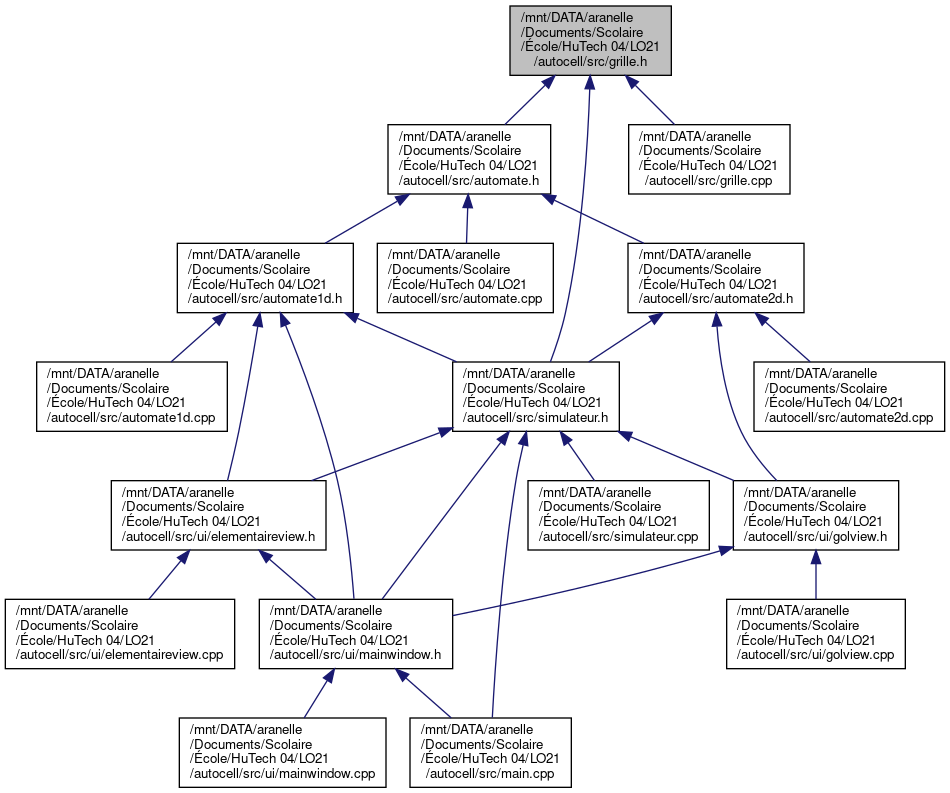 /mnt/DATA/aranelle
/Documents/Scolaire
/École/HuTech 04/LO21
/autocell/src/grille.h
/mnt/DATA/aranelle
/Documents/Scolaire
/École/HuTech 04/LO21
/autocell/src/automate.h
/mnt/DATA/aranelle
/Documents/Scolaire
/École/HuTech 04/LO21
/autocell/src/grille.cpp
/mnt/DATA/aranelle
/Documents/Scolaire
/École/HuTech 04/LO21
/autocell/src/automate1d.h
/mnt/DATA/aranelle
/Documents/Scolaire
/École/HuTech 04/LO21
/autocell/src/automate.cpp
/mnt/DATA/aranelle
/Documents/Scolaire
/École/HuTech 04/LO21
/autocell/src/automate2d.h
/mnt/DATA/aranelle
/Documents/Scolaire
/École/HuTech 04/LO21
/autocell/src/automate1d.cpp
/mnt/DATA/aranelle
/Documents/Scolaire
/École/HuTech 04/LO21
/autocell/src/simulateur.h
/mnt/DATA/aranelle
/Documents/Scolaire
/École/HuTech 04/LO21
/autocell/src/automate2d.cpp
/mnt/DATA/aranelle
/Documents/Scolaire
/École/HuTech 04/LO21
/autocell/src/ui/elementaireview.h
/mnt/DATA/aranelle
/Documents/Scolaire
/École/HuTech 04/LO21
/autocell/src/simulateur.cpp
/mnt/DATA/aranelle
/Documents/Scolaire
/École/HuTech 04/LO21
/autocell/src/ui/golview.h
/mnt/DATA/aranelle
/Documents/Scolaire
/École/HuTech 04/LO21
/autocell/src/ui/elementaireview.cpp
/mnt/DATA/aranelle
/Documents/Scolaire
/École/HuTech 04/LO21
/autocell/src/ui/mainwindow.h
/mnt/DATA/aranelle
/Documents/Scolaire
/École/HuTech 04/LO21
/autocell/src/ui/golview.cpp
/mnt/DATA/aranelle
/Documents/Scolaire
/École/HuTech 04/LO21
/autocell/src/ui/mainwindow.cpp
/mnt/DATA/aranelle
/Documents/Scolaire
/École/HuTech 04/LO21
/autocell/src/main.cpp